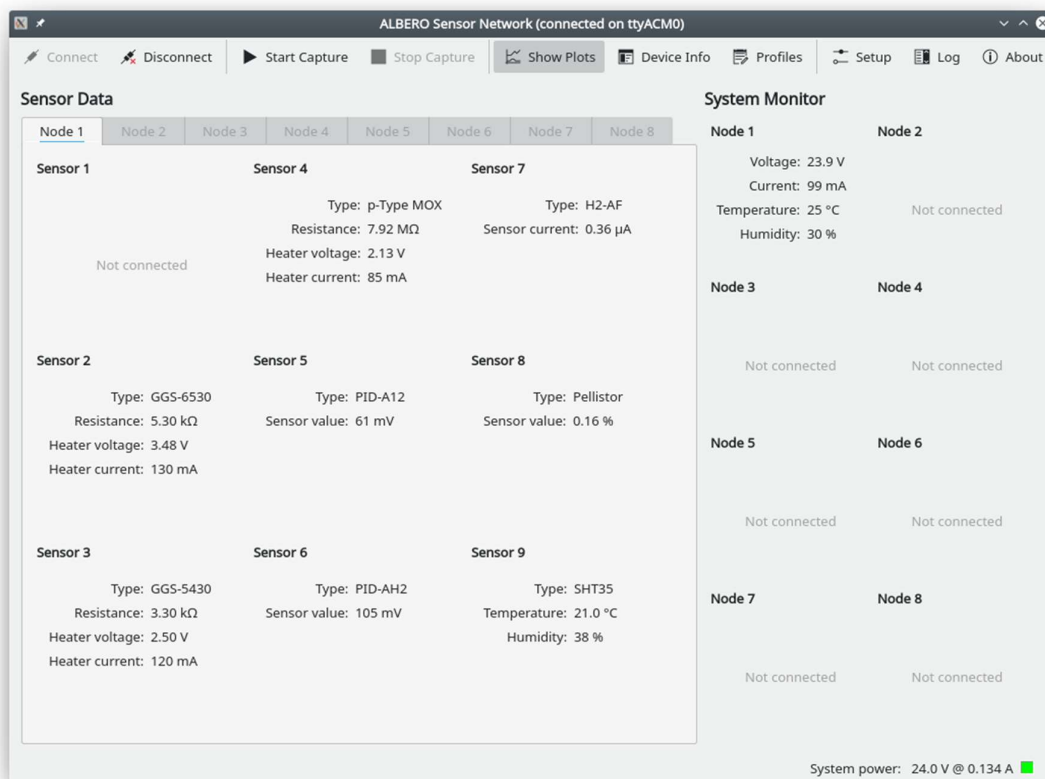 ALBERO Sensor Network (connected on ttyACM0)
Connect Disconnect Start Capture Stop Capture Show Plots Device Info Profiles Setup Log About
Sensor Data
Node 1 Node 2 Node 3 Node 4 Node 5 Node 6 Node 7 Node 8
Sensor 1
Not connected
Sensor 2
Type: GGS-6530
Resistance: 5.30 kΩ
Heater voltage: 3.48 V
Heater current: 130 mA
Sensor 3
Type: GGS-5430
Resistance: 3.30 kΩ
Heater voltage: 2.50 V
Heater current: 120 mA
Sensor 4
Type: p-Type MOX
Resistance: 7.92 MΩ
Heater voltage: 2.13 V
Heater current: 85 mA
Sensor 5
Type: PID-A12
Sensor value: 61 mV
Sensor 6
Type: PID-AH2
Sensor value: 105 mV
Sensor 7
Type: H2-AF
Sensor current: 0.36 µA
Sensor 8
Type: Pellistor
Sensor value: 0.16 %
Sensor 9
Type: SHT35
Temperature: 21.0 °C
Humidity: 38 %
System Monitor
Node 1
Voltage: 23.9 V
Current: 99 mA
Temperature: 25 °C
Humidity: 30 %
Node 2
Not connected
Node 3
Not connected
Node 4
Not connected
Node 5
Not connected
Node 6
Not connected
Node 7
Not connected
Node 8
Not connected
System power: 24.0 V @ 0.134 A